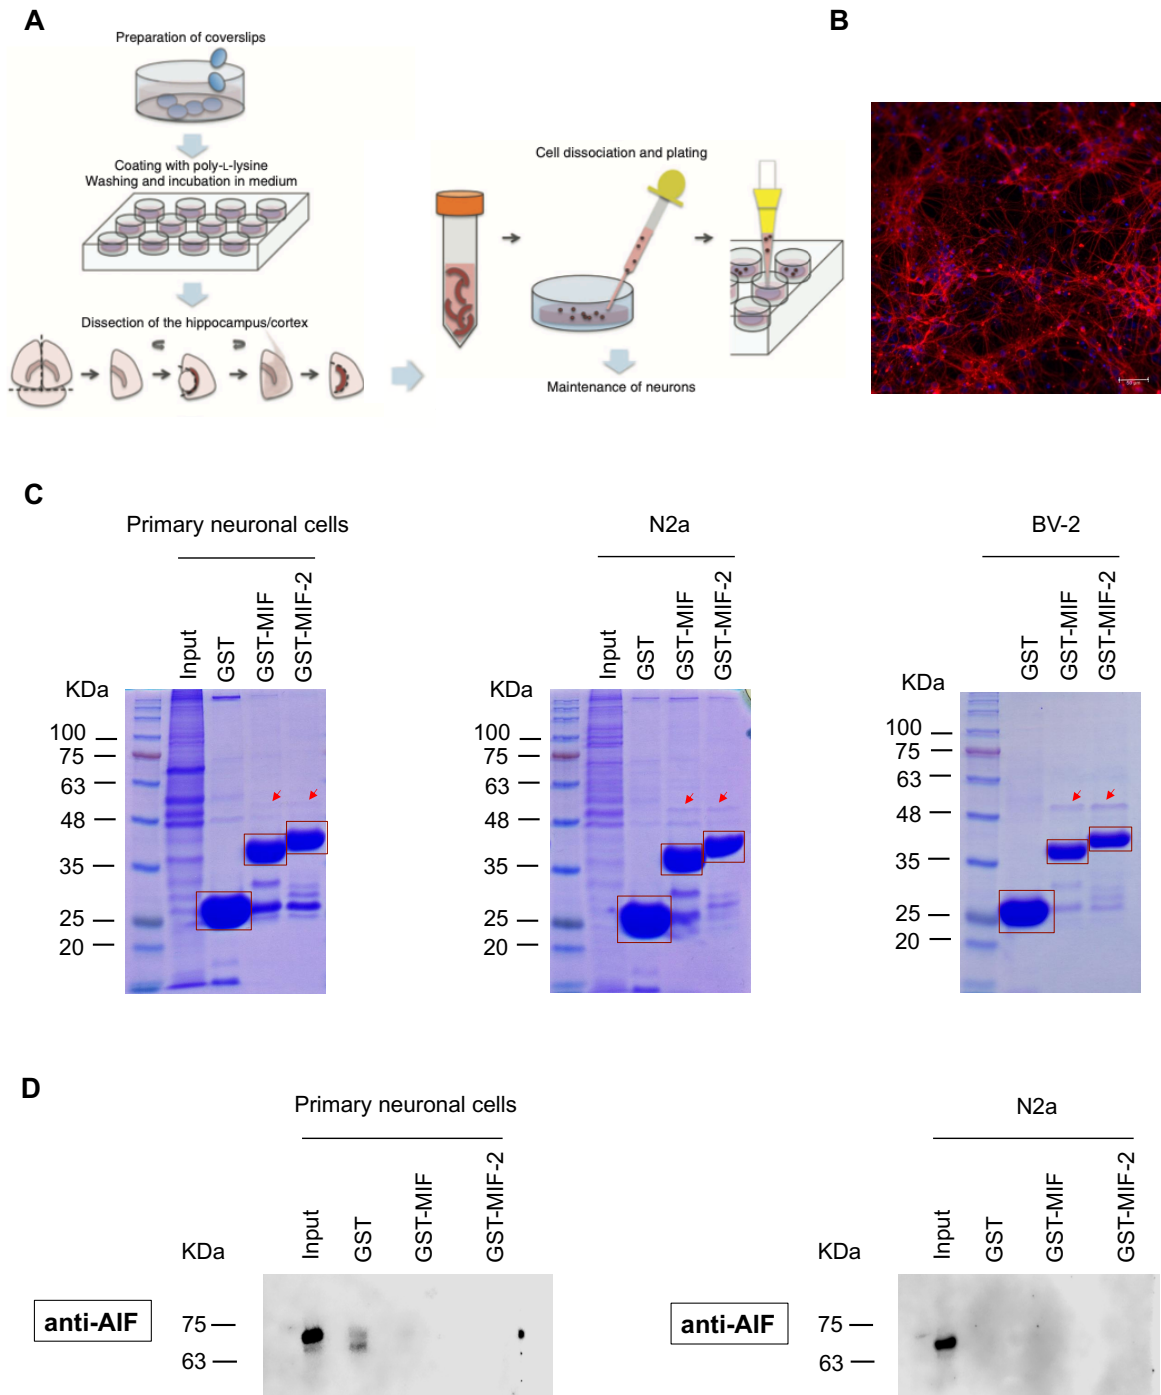 A
B
Preparation of coverslips
Coating with poly-L-lysine
Washing and incubation in medium
Cell dissociation and plating
Dissection of the hippocampus/cortex
Maintenance of neurons
50 µm
C
Primary neuronal cells
N2a
BV-2
Input
GST
GST-MIF
GST-MIF-2
Input
GST
GST-MIF
GST-MIF-2
GST
GST-MIF
GST-MIF-2
KDa
100
75
63
48
35
25
20
KDa
100
75
63
48
35
25
20
KDa
100
75
63
48
35
25
20
D
Primary neuronal cells
N2a
Input
GST
GST-MIF
GST-MIF-2
Input
GST
GST-MIF
GST-MIF-2
KDa
anti-AIF
75
63
KDa
anti-AIF
75
63